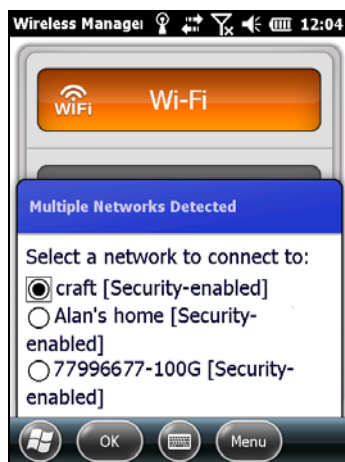 Wireless Manager 12:04
WiFi Wi-Fi
Multiple Networks Detected
Select a network to connect to:
craft [Security-enabled]
Alan's home [Security-
enabled]
77996677-100G [Security-
enabled]
OK Menu